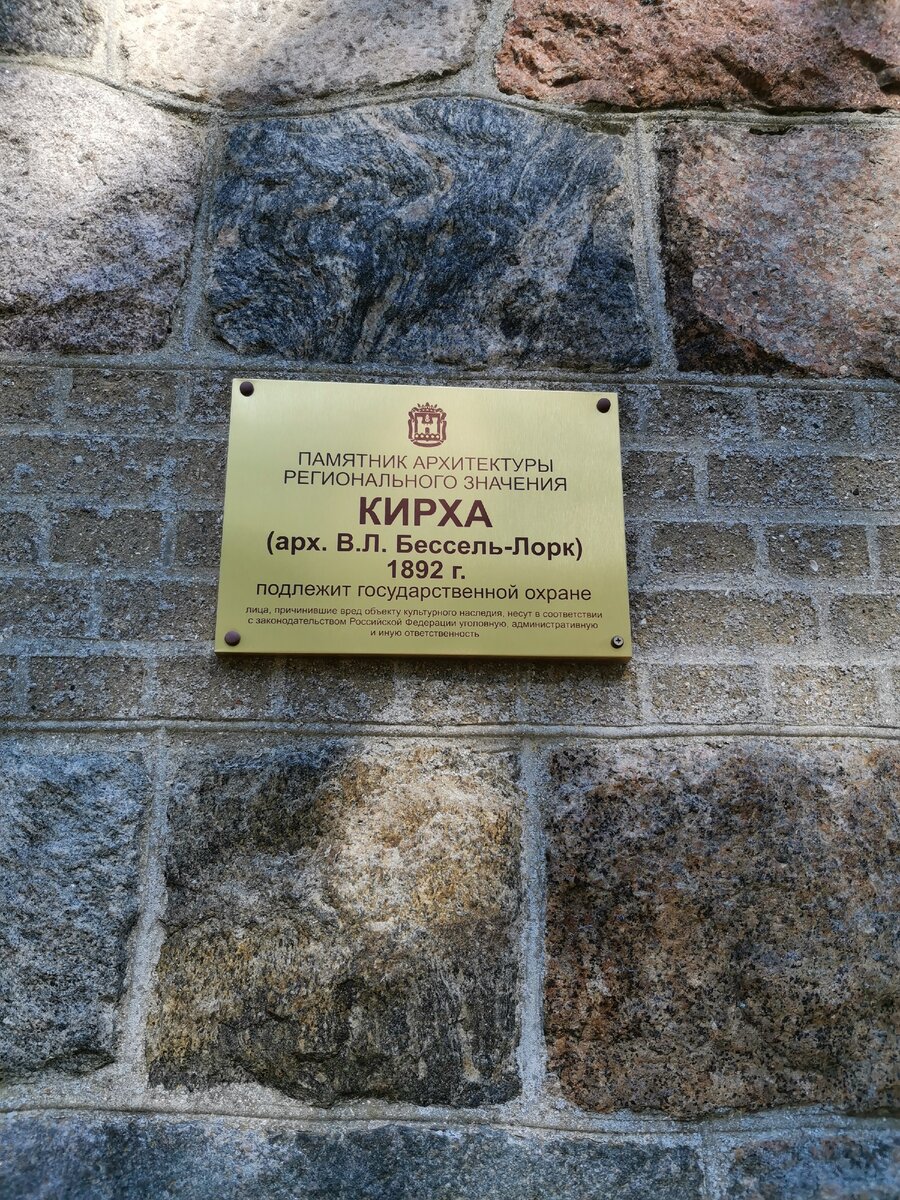 ПАМЯТНИК АРХИТЕКТУРЫ
РЕГИОНАЛЬНОГО ЗНАЧЕНИЯ
КИРХА
(арх. В.Л. Бессель-Лорк)
1892 г.
подлежит государственной охране
лица, причинившие вред объекту культурного наследия, несут в соответствии
с законодательством Российской Федерации уголовную, административную
и иную ответственность